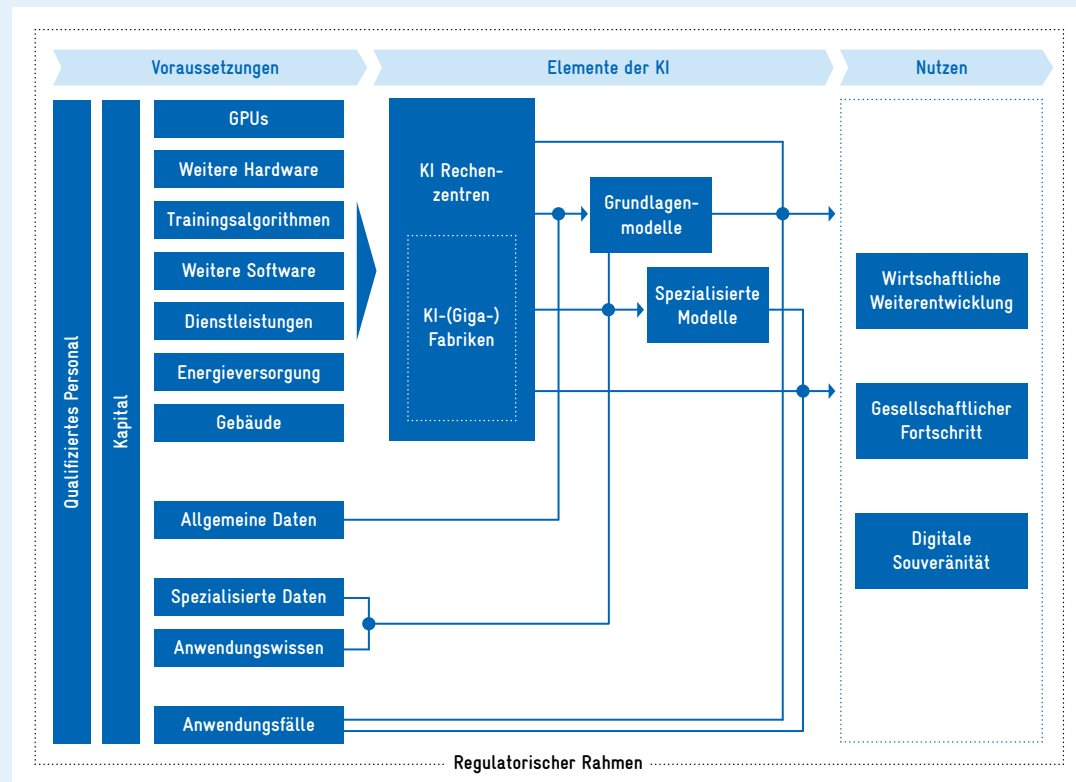 Voraussetzungen
Elemente der KI
Nutzen
Qualifiziertes Personal
Kapital
GPUs
Weitere Hardware
Trainingsalgorithmen
Weitere Software
Dienstleistungen
Energieversorgung
Gebäude
Allgemeine Daten
Spezialisierte Daten
Anwendungswissen
Anwendungsfälle
KI Rechen-
zentren
KI-(Giga-)
Fabriken
Grundlagen-
modelle
Spezialisierte
Modelle
Wirtschaftliche
Weiterentwicklung
Gesellschaftlicher
Fortschritt
Digitale
Souveränität
Regulatorischer Rahmen